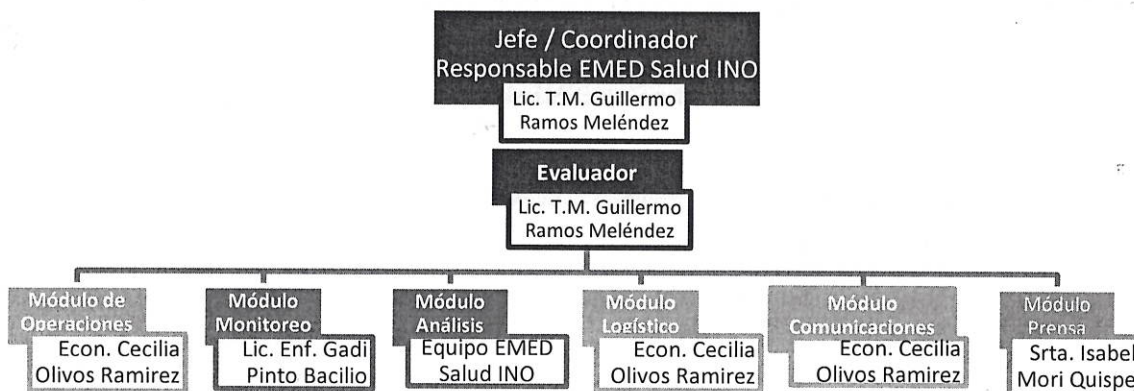 Jefe / Coordinador
Responsable EMED Salud INO
Lic. T.M. Guillermo
Ramos Meléndez
Evaluador
Lic. T.M. Guillermo
Ramos Meléndez
Módulo de
Operaciones
Econ. Cecilia
Olivos Ramirez
Módulo
Monitoreo
Lic. Enf. Gadi
Pinto Bacilio
Módulo
Análisis
Equipo EMED
Salud INO
Módulo
Logístico
Econ. Cecilia
Olivos Ramirez
Módulo
Comunicaciones
Econ. Cecilia
Olivos Ramirez
Módulo
Prensa
Srta. Isabel
Mori Quispe